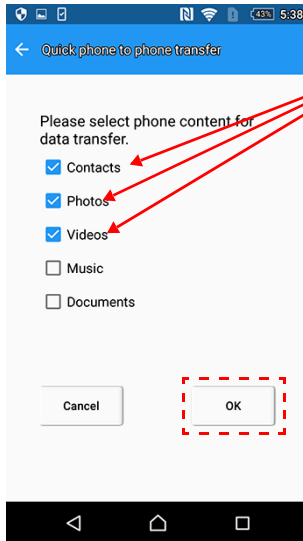 43% 5:38
Quick phone to phone transfer
Please select phone content for
data transfer.
Contacts
Photos
Videos
Music
Documents
Cancel OK